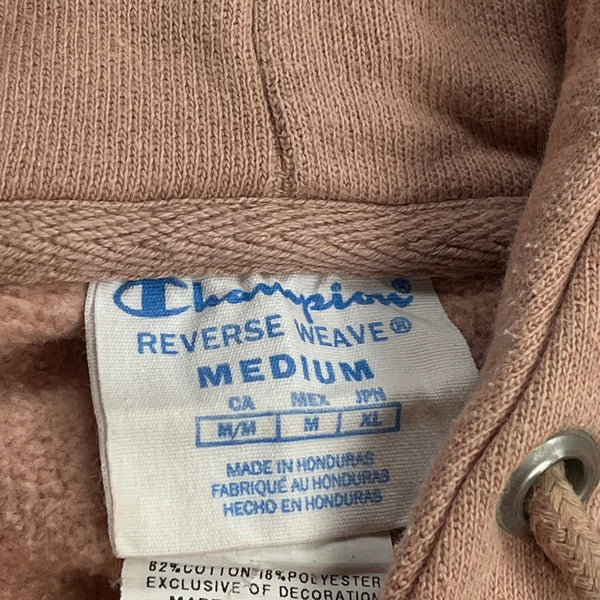 Champion
REVERSE WEAVE®
MEDIUM
CA MEX JPN
M/M M XL
MADE IN HONDURAS
FABRIQUÉ AU HONDURAS
HECHO EN HONDURAS
82% COTTON 18% POLYESTER
EXCLUSIVE OF DECORATION